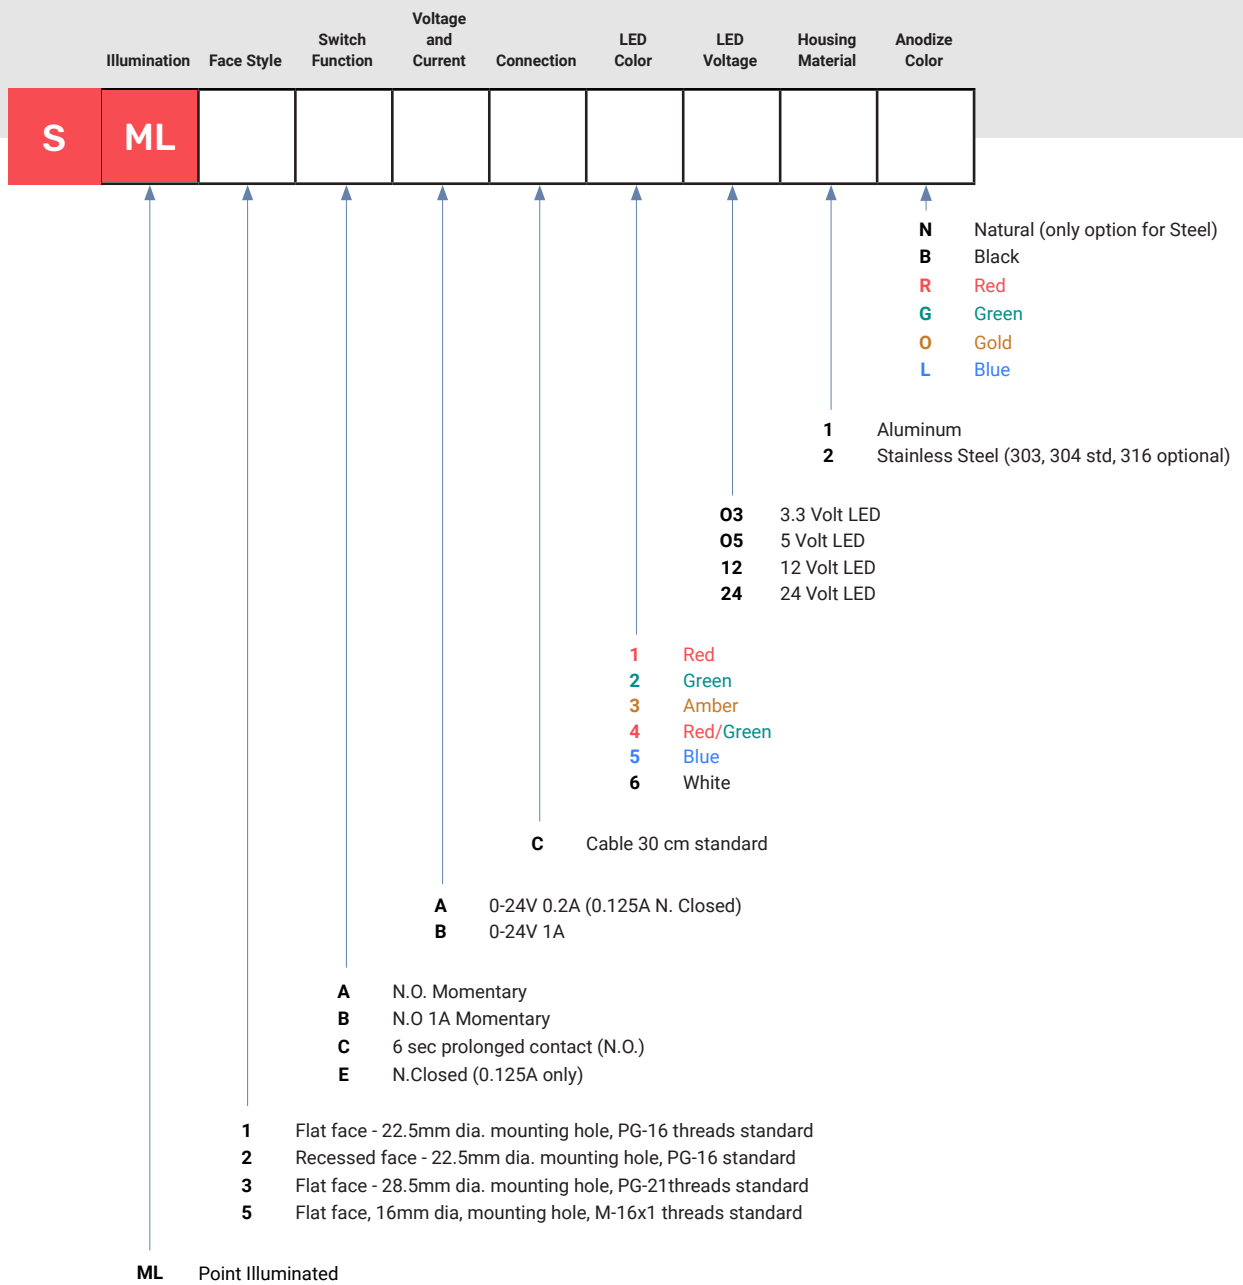 Illumination
Face Style
Switch
Function
Voltage
and
Current
Connection
LED
Color
LED
Voltage
Housing
Material
Anodize
Color
S
ML
N Natural (only option for Steel)
B Black
R Red
G Green
O Gold
L Blue
1 Aluminum
2 Stainless Steel (303, 304 std, 316 optional)
O3 3.3 Volt LED
O5 5 Volt LED
12 12 Volt LED
24 24 Volt LED
1 Red
2 Green
3 Amber
4 Red/Green
5 Blue
6 White
C Cable 30 cm standard
A 0-24V 0.2A (0.125A N. Closed)
B 0-24V 1A
A N.O. Momentary
B N.O 1A Momentary
C 6 sec prolonged contact (N.O.)
E N.Closed (0.125A only)
1 Flat face - 22.5mm dia. mounting hole, PG-16 threads standard
2 Recessed face - 22.5mm dia. mounting hole, PG-16 standard
3 Flat face - 28.5mm dia. mounting hole, PG-21threads standard
5 Flat face, 16mm dia, mounting hole, M-16x1 threads standard
ML Point Illuminated